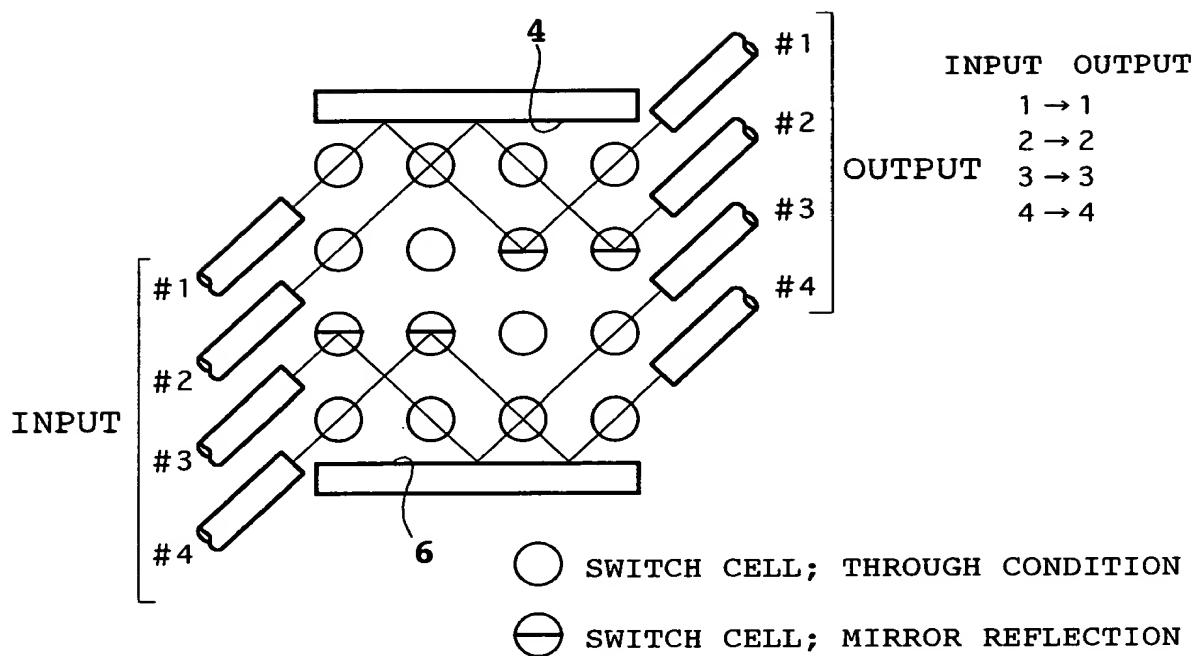 4
#1
#2
#3
#4
OUTPUT
INPUT OUTPUT
1 → 1
2 → 2
3 → 3
4 → 4
INPUT
#1
#2
#3
#4
6
SWITCH CELL; THROUGH CONDITION
SWITCH CELL; MIRROR REFLECTION